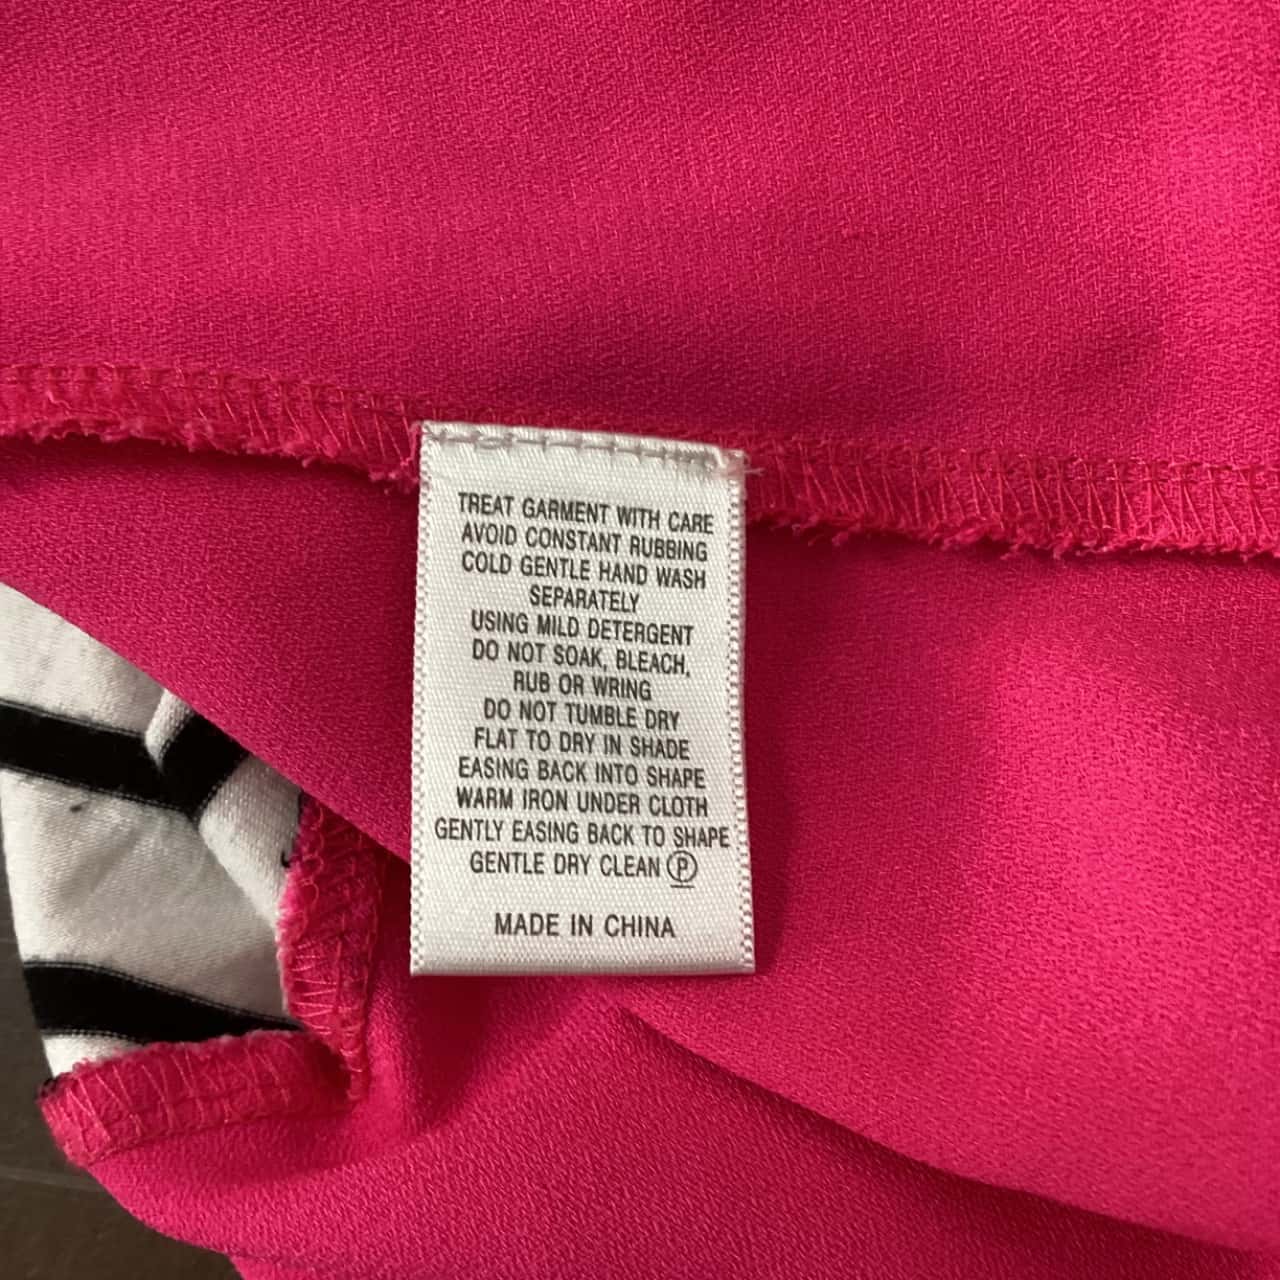 TREAT GARMENT WITH CARE
AVOID CONSTANT RUBBING
COLD GENTLE HAND WASH
SEPARATELY
USING MILD DETERGENT
DO NOT SOAK, BLEACH,
RUB OR WRING
DO NOT TUMBLE DRY
FLAT TO DRY IN SHADE
EASING BACK INTO SHAPE
WARM IRON UNDER CLOTH
GENTLY EASING BACK TO SHAPE
GENTLE DRY CLEAN Ⓟ
MADE IN CHINA